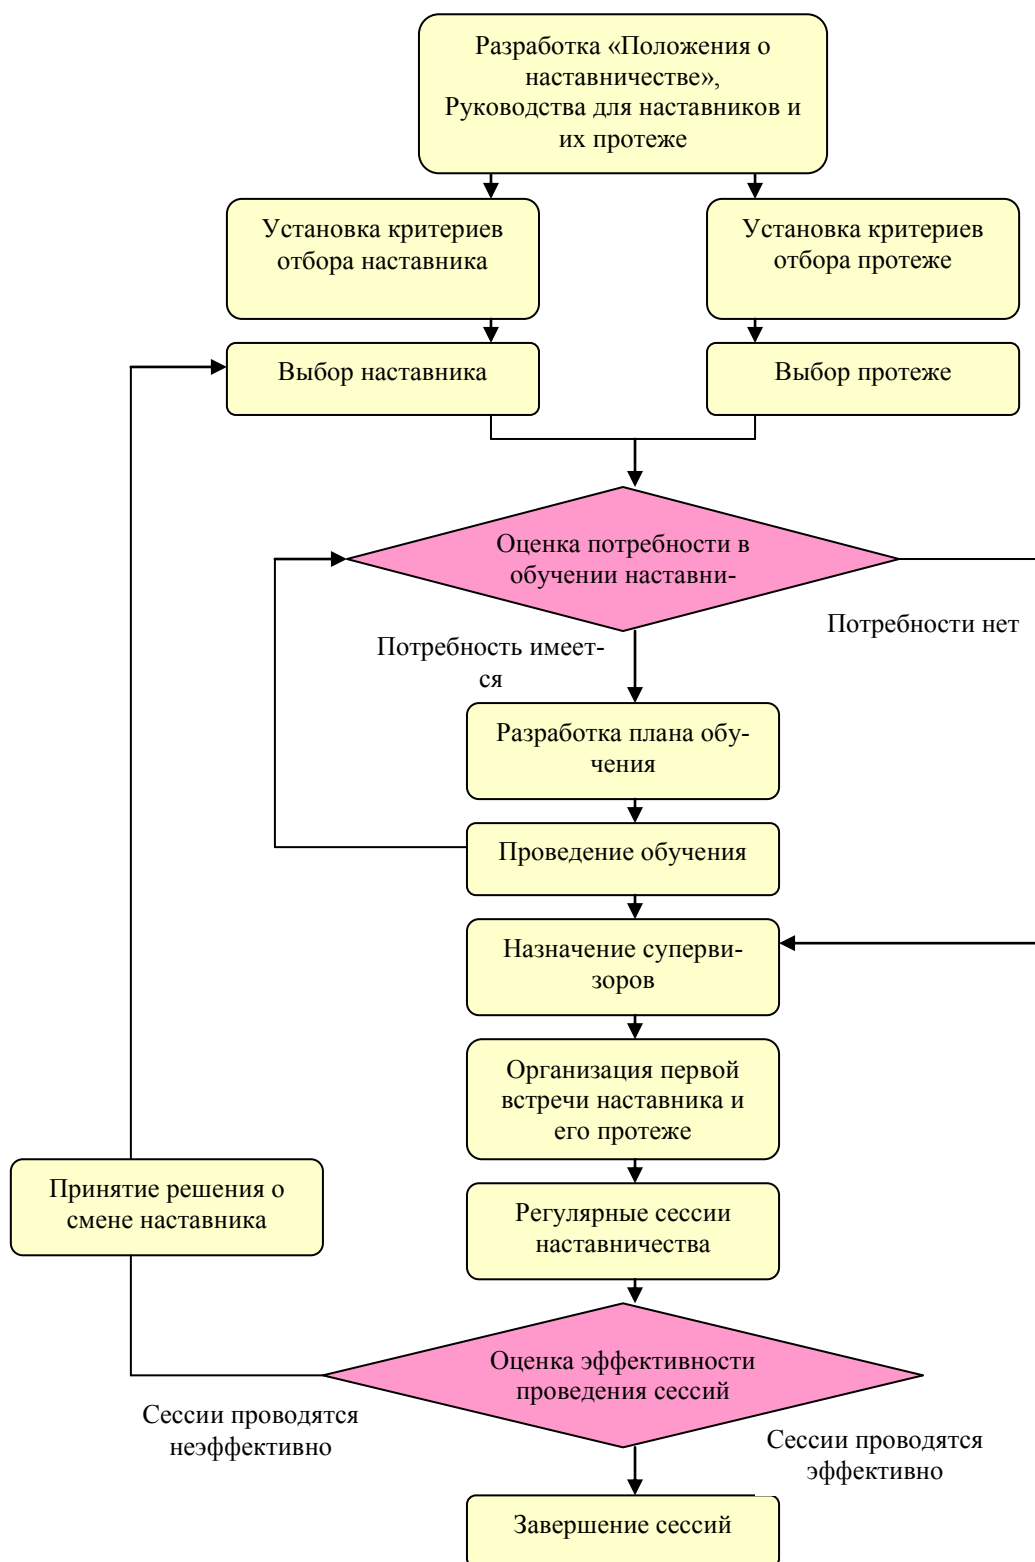 Разработка «Положения о
наставничестве»,
Руководства для наставников и
их протеже
Установка критериев
отбора наставника
Установка критериев
отбора протеже
Выбор наставника
Выбор протеже
Оценка потребности в
обучении наставни-
Потребности нет
Потребность имеет-
ся
Разработка плана обу-
чения
Проведение обучения
Назначение суперви-
зоров
Организация первой
встречи наставника и
его протеже
Принятие решения о
смене наставника
Регулярные сессии
наставничества
Оценка эффективности
проведения сессий
Сессии проводятся
неэффективно
Сессии проводятся
эффективно
Завершение сессий